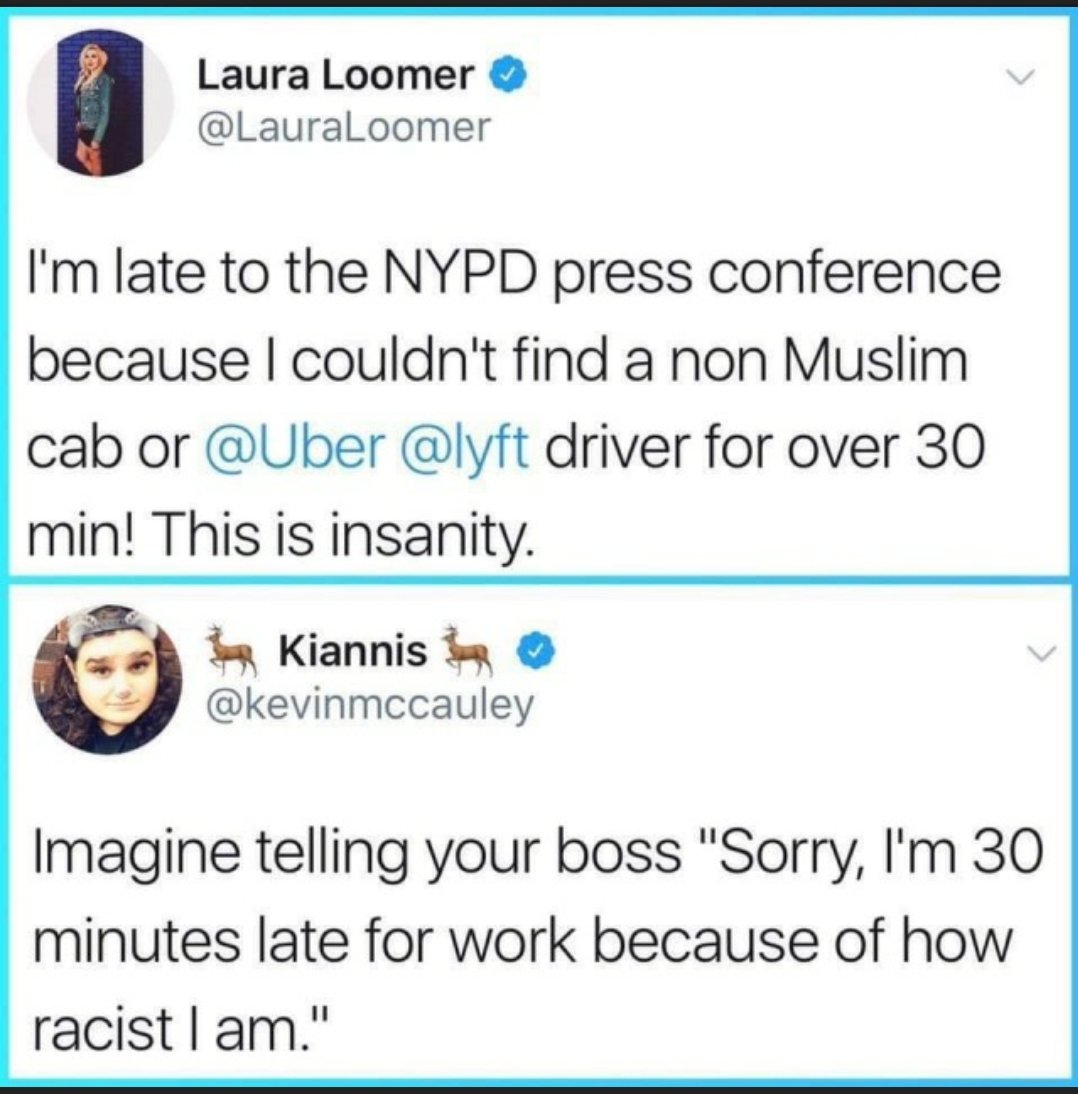 Laura Loomer
@LauraLoomer
I'm late to the NYPD press conference
because I couldn't find a non Muslim
cab or @Uber @lyft driver for over 30
min! This is insanity.
🦌 Kiannis 🦌
@kevinmccauley
Imagine telling your boss "Sorry, I'm 30
minutes late for work because of how
racist I am."